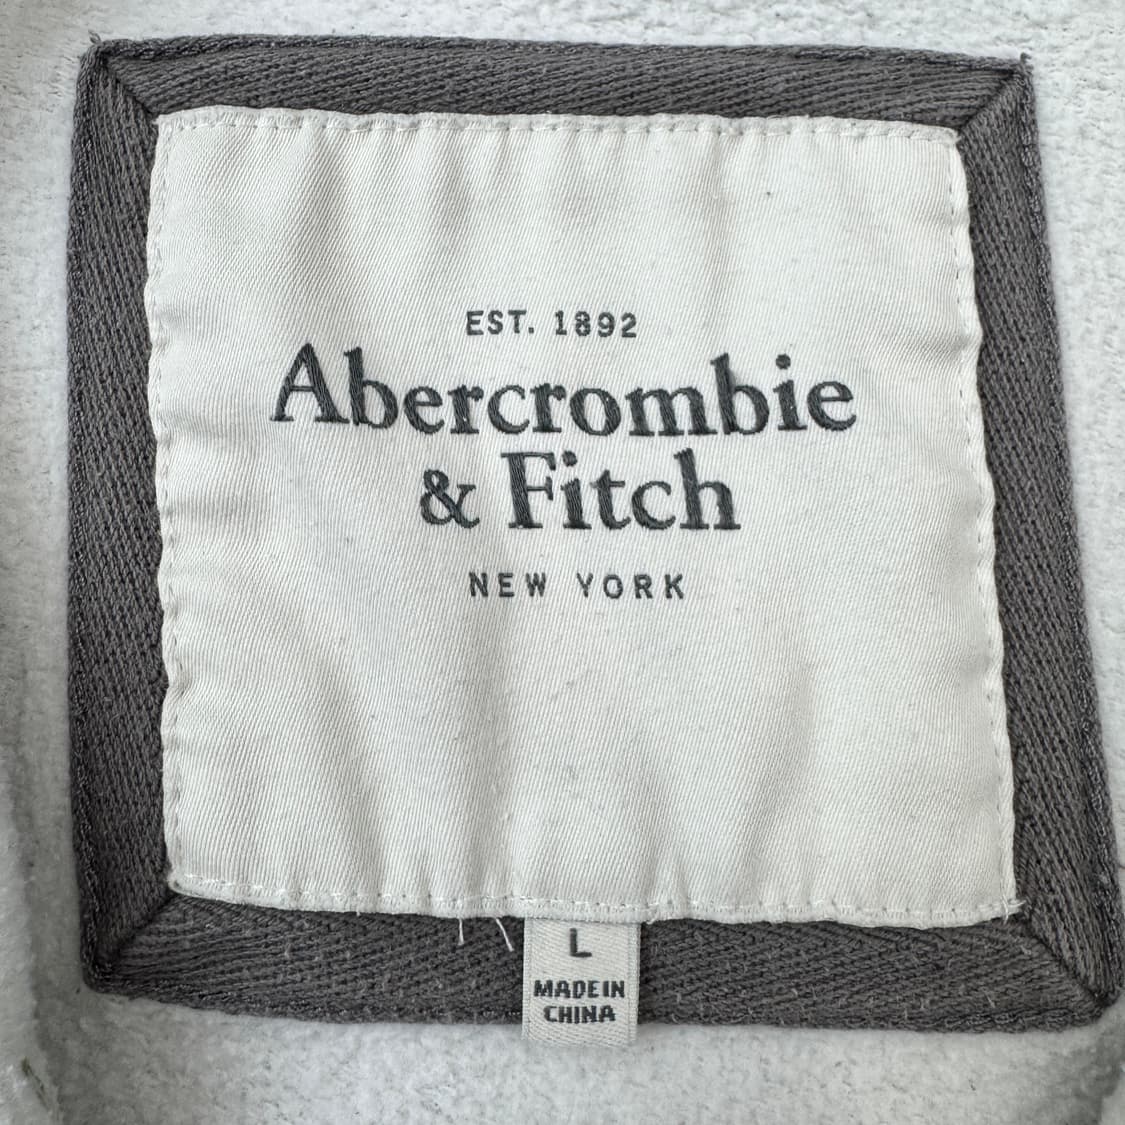 EST. 1892
Abercrombie
& Fitch
NEW YORK
L
MADE IN
CHINA